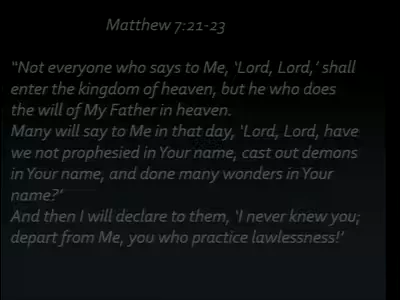 Matthew 7:21-23
"Not everyone who says to Me, 'Lord, Lord,' shall
enter the kingdom of heaven, but he who does
the will of My Father in heaven.
Many will say to Me in that day, 'Lord, Lord, have
we not prophesied in Your name, cast out demons
in Your name, and done many wonders in Your
name?'
And then I will declare to them, 'I never knew you;
depart from Me, you who practice lawlessness!'